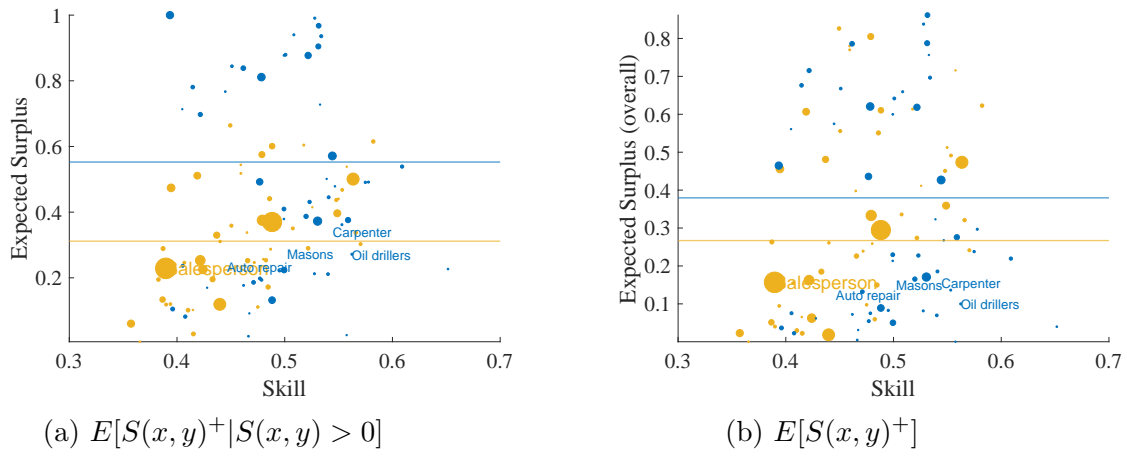 1
0.8
0.6
0.4
0.2
0.3
0.4
0.5
0.6
0.7
Expected Surplus
Skill
Carpenter
Masons
Oil drillers
Auto repair
Salesperson
(a) E[S(x, y)⁺|S(x, y) > 0]
0.8
0.7
0.6
0.5
0.4
0.3
0.2
0.1
0.3
0.4
0.5
0.6
0.7
Expected Surplus (overall)
Skill
Salesperson
Masons
Carpenter
Auto repair
Oil drillers
(b) E[S(x, y)⁺]